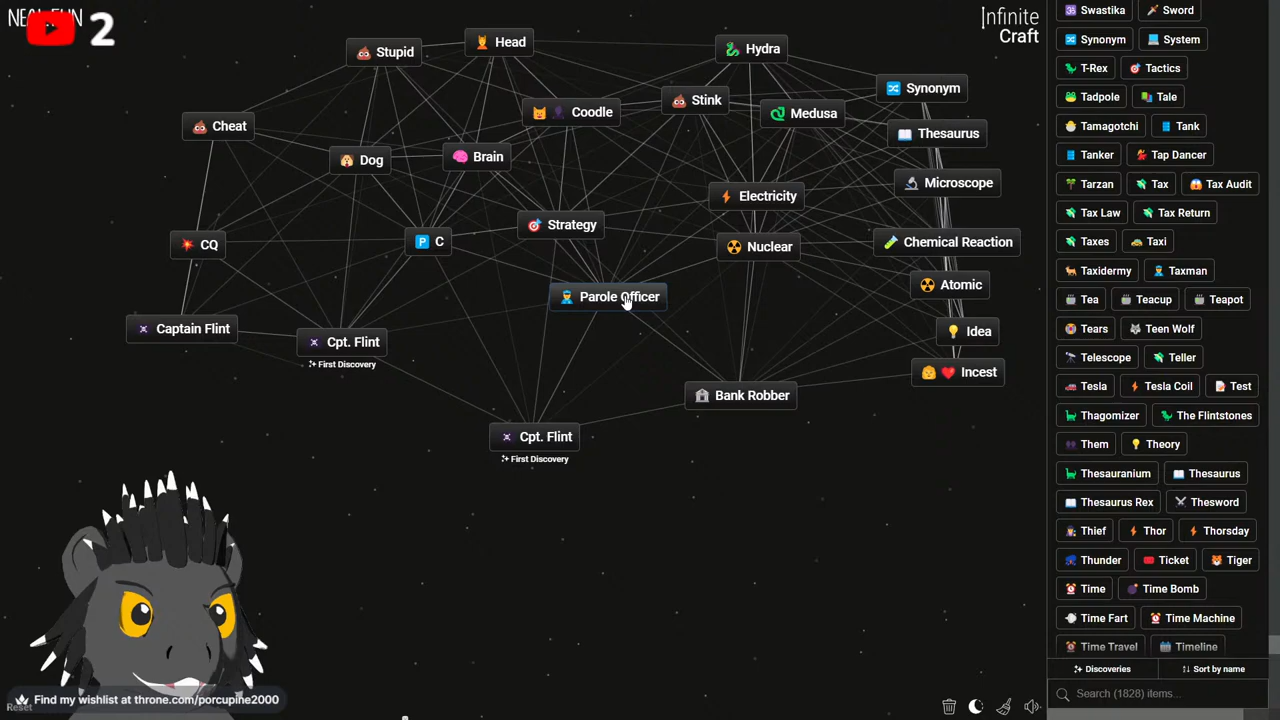 NEAL.FUN
2
Infinite
Craft
Stupid
Head
Hydra
Synonym
Stink
Coodle
Medusa
Cheat
Thesaurus
Dog
Brain
Microscope
Electricity
Strategy
CQ
C
Nuclear
Chemical Reaction
Atomic
Parole Officer
Captain Flint
Cpt. Flint
First Discovery
Idea
Incest
Bank Robber
Cpt. Flint
First Discovery
Swastika Sword
Synonym System
T-Rex Tactics
Tadpole Tale
Tamagotchi Tank
Tanker Tap Dancer
Tarzan Tax Tax Audit
Tax Law Tax Return
Taxes Taxi
Taxidermy Taxman
Tea Teacup Teapot
Tears Teen Wolf
Telescope Teller
Tesla Tesla Coil Test
Thagomizer The Flintstones
Them Theory
Thesauranium Thesaurus
Thesaurus Rex Thesword
Thief Thor Thorsday
Thunder Ticket Tiger
Time Time Bomb
Time Fart Time Machine
Time Travel Timeline
Discoveries Sort by name
Search (1828) items...
Find my wishlist at throne.com/porcupine2000
Reset